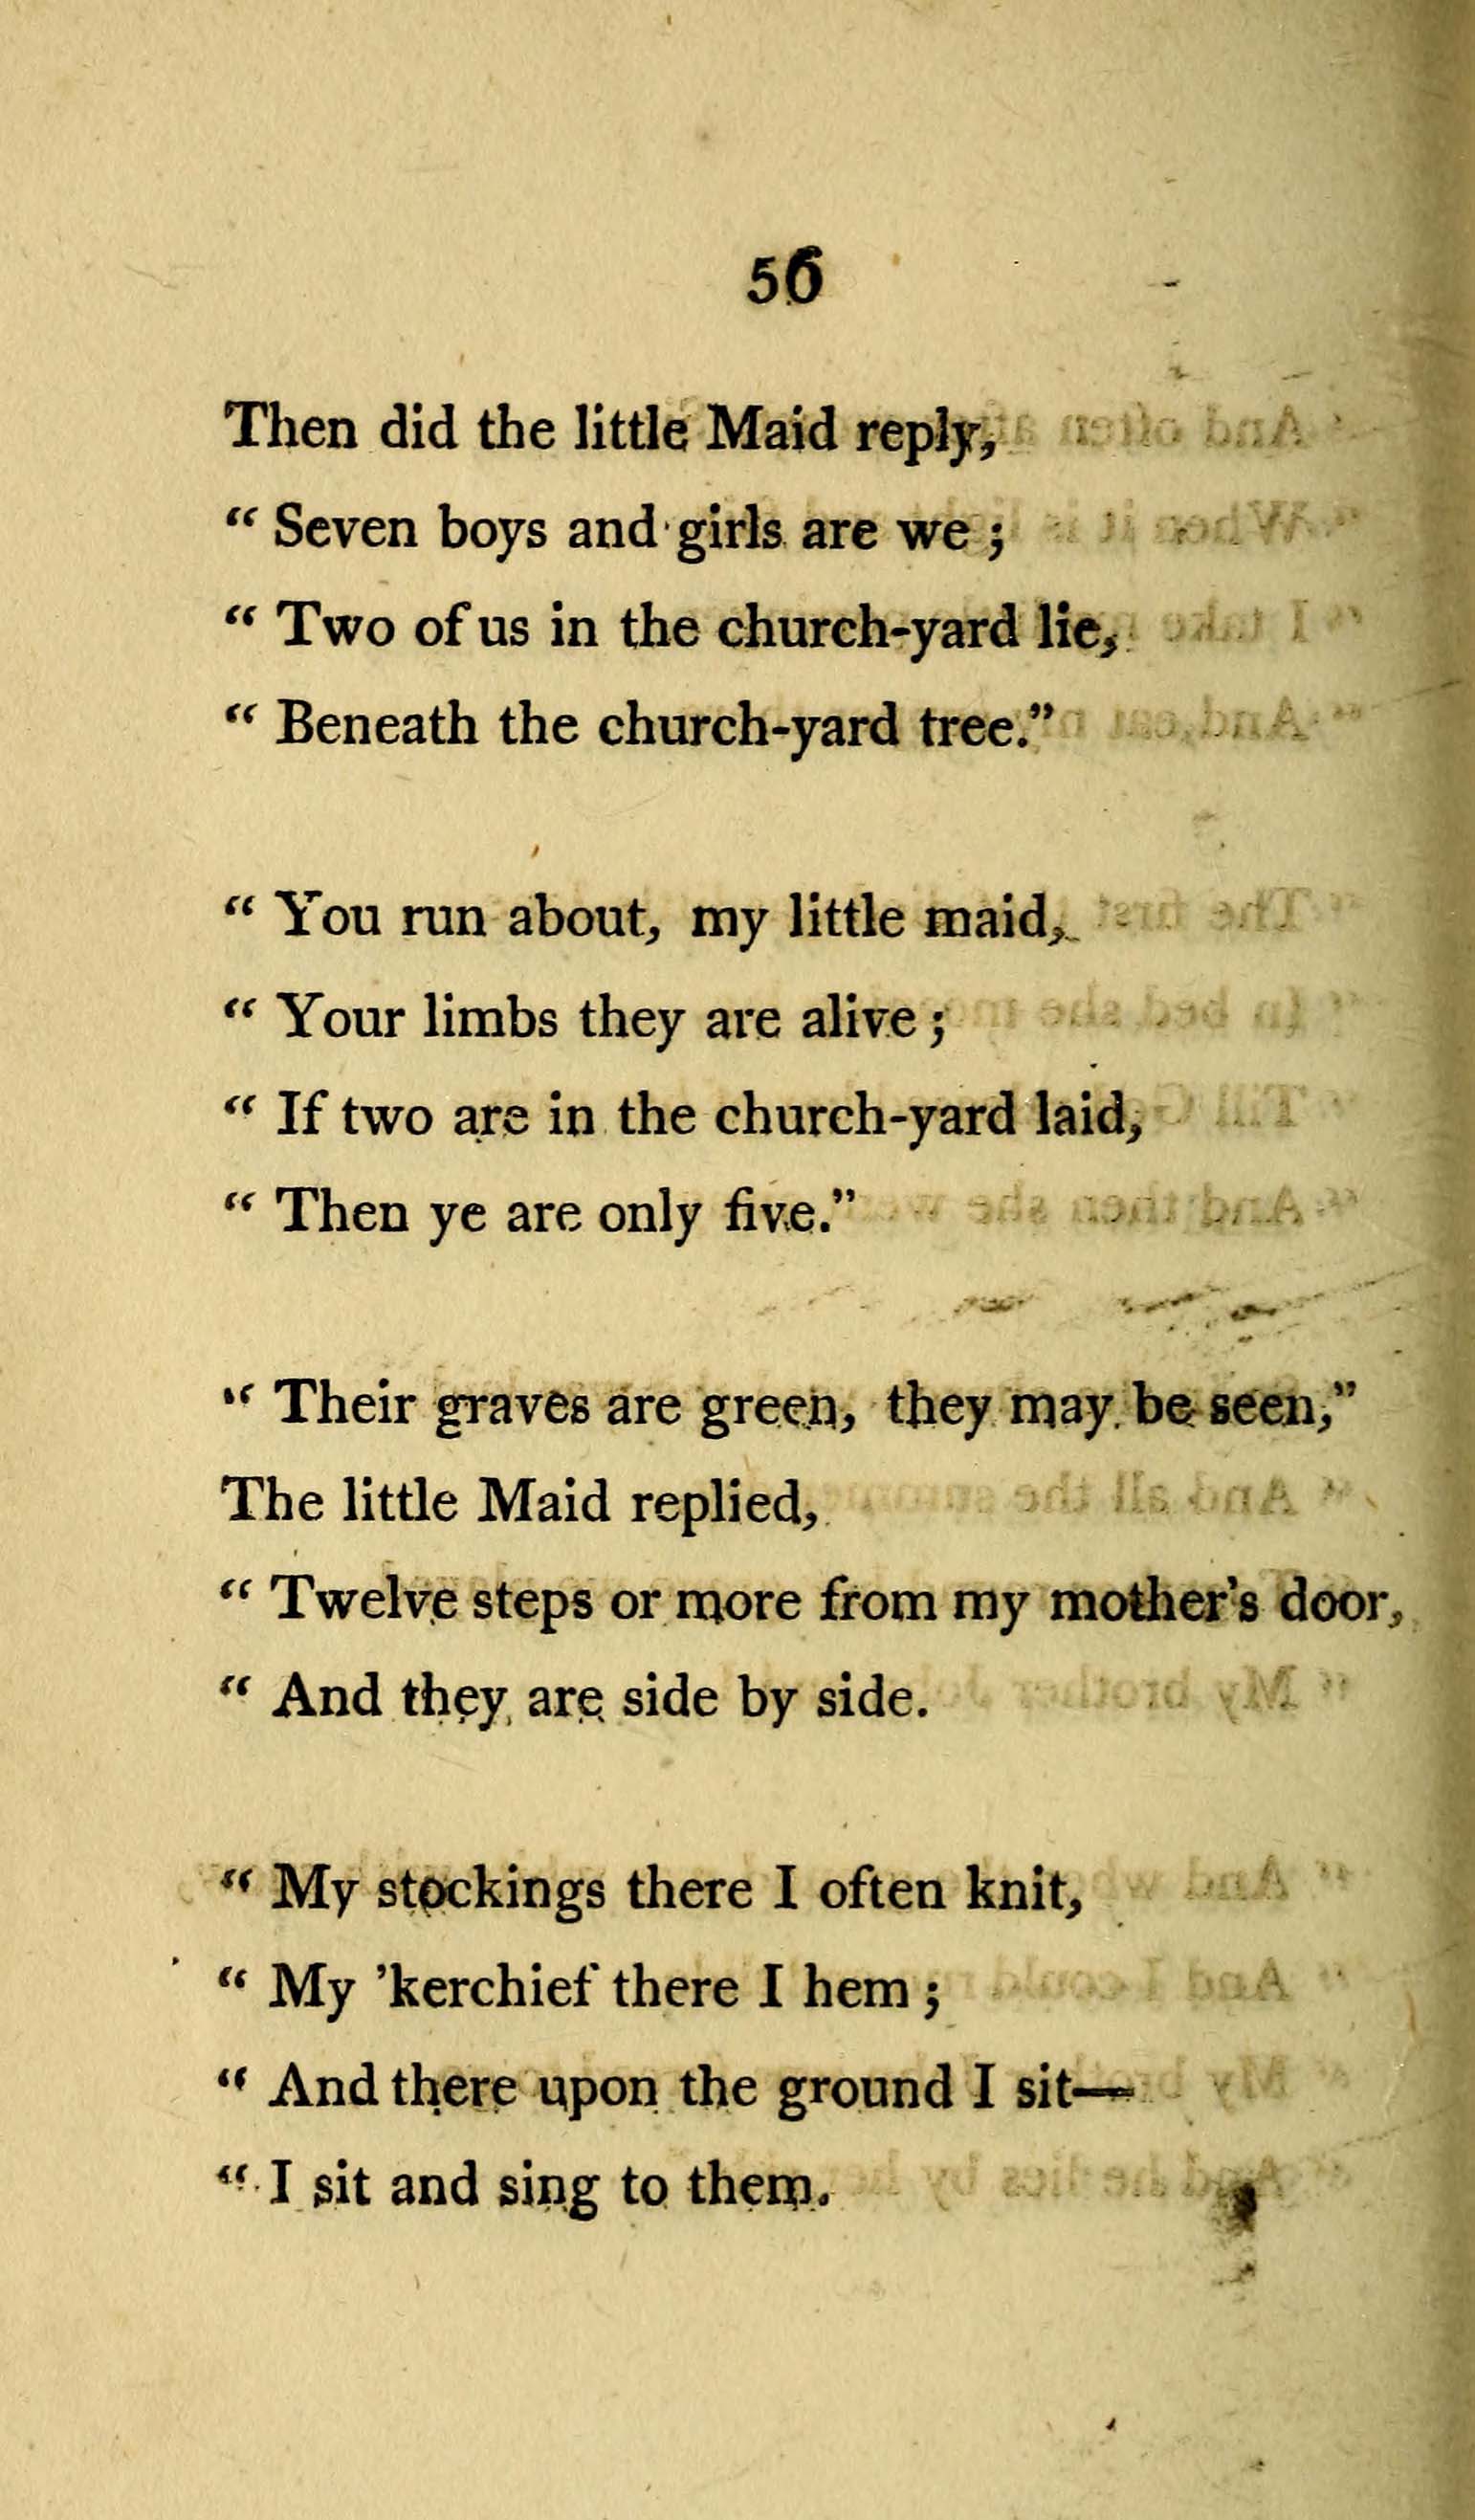 56
Then did the little Maid reply,
“ Seven boys and girls are we ;
“ Two of us in the church-yard lie,
“ Beneath the church-yard tree.”
“ You run about, my little maid,
“ Your limbs they are alive ;
“ If two are in the church-yard laid,
“ Then ye are only five.”
“ Their graves are green, they may be seen,”
The little Maid replied,
“ Twelve steps or more from my mother’s door,
“ And they are side by side.
“ My stockings there I often knit,
“ My ’kerchief there I hem ;
“ And there upon the ground I sit—
“ I sit and sing to them.